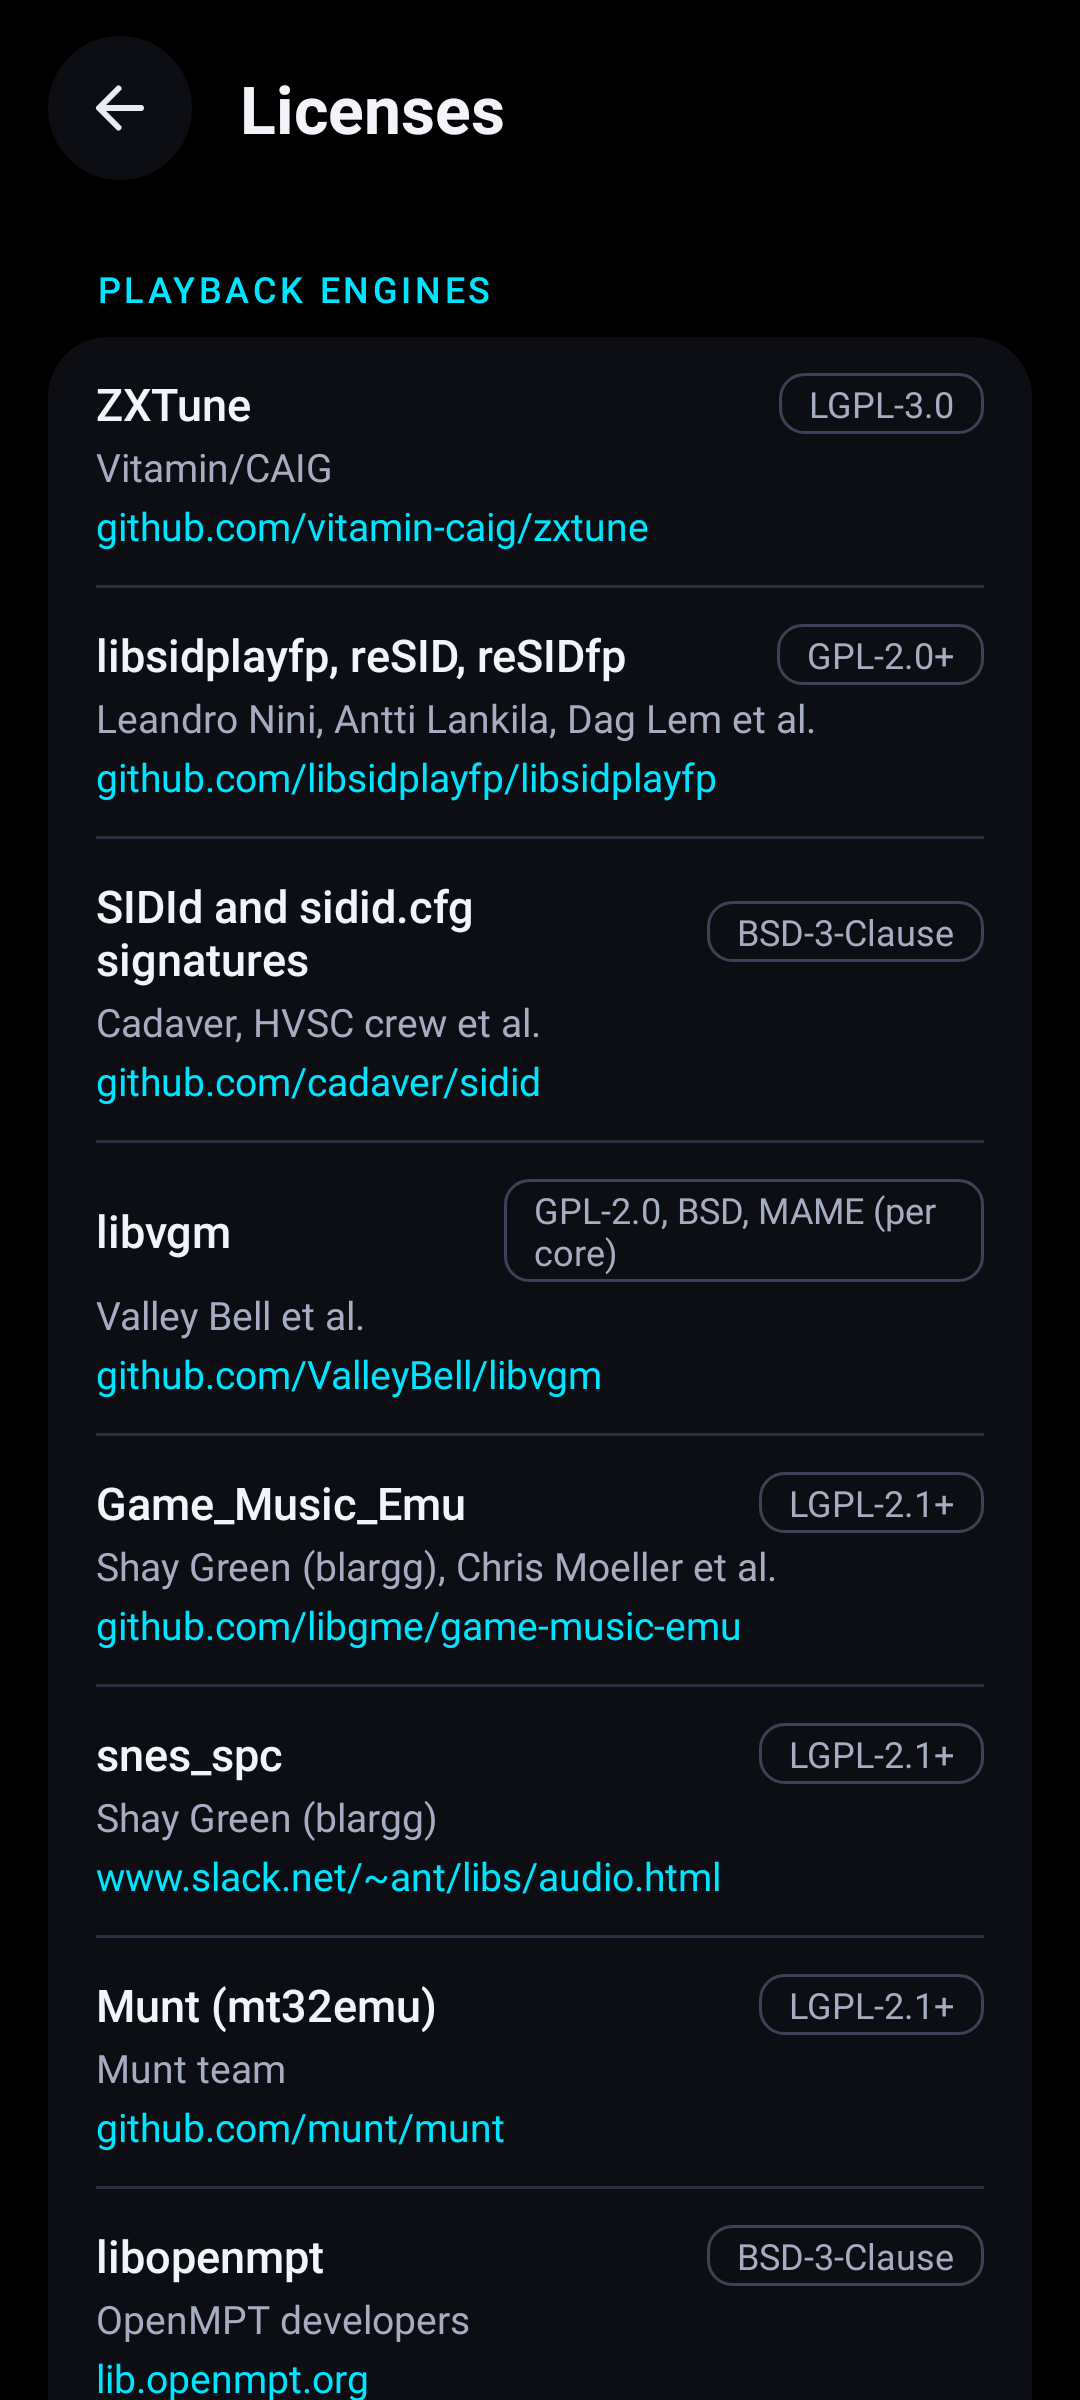 Licenses
PLAYBACK ENGINES
ZXTune
LGPL-3.0
Vitamin/CAIG
github.com/vitamin-caig/zxtune
libsidplayfp, reSID, reSIDfp
GPL-2.0+
Leandro Nini, Antti Lankila, Dag Lem et al.
github.com/libsidplayfp/libsidplayfp
SIDId and sidid.cfg
signatures
BSD-3-Clause
Cadaver, HVSC crew et al.
github.com/cadaver/sidid
libvgm
GPL-2.0, BSD, MAME (per
core)
Valley Bell et al.
github.com/ValleyBell/libvgm
Game_Music_Emu
LGPL-2.1+
Shay Green (blargg), Chris Moeller et al.
github.com/libgme/game-music-emu
snes_spc
LGPL-2.1+
Shay Green (blargg)
www.slack.net/~ant/libs/audio.html
Munt (mt32emu)
LGPL-2.1+
Munt team
github.com/munt/munt
libopenmpt
BSD-3-Clause
OpenMPT developers
lib.openmpt.org